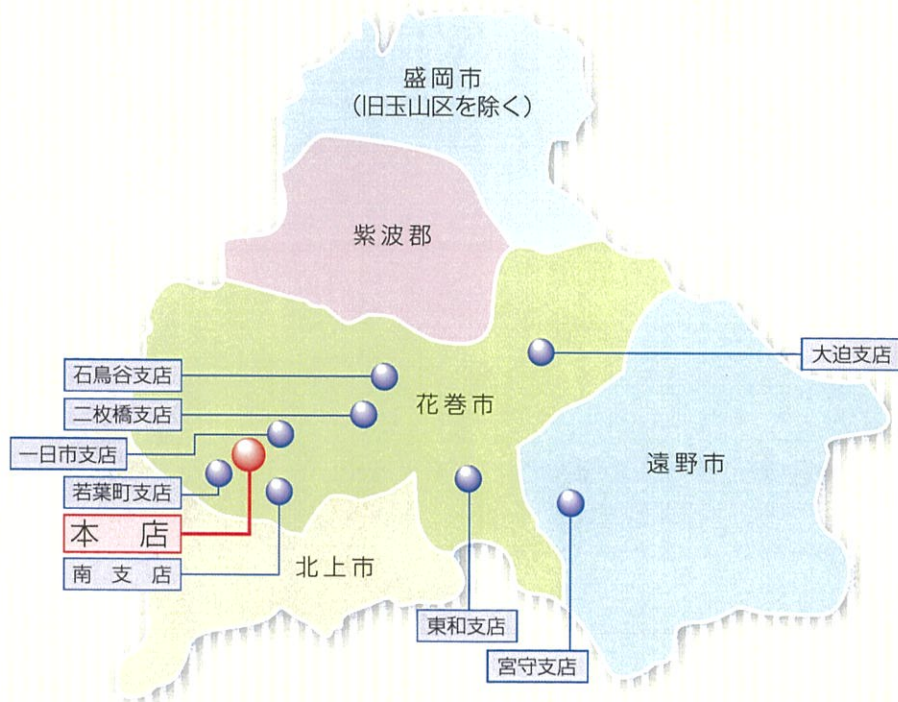 盛岡市
(旧玉山区を除く)
紫波郡
大迫支店
石鳥谷支店
二枚橋支店
花巻市
一日市支店
遠野市
若葉町支店
本店
南支店
北上市
東和支店
宮守支店